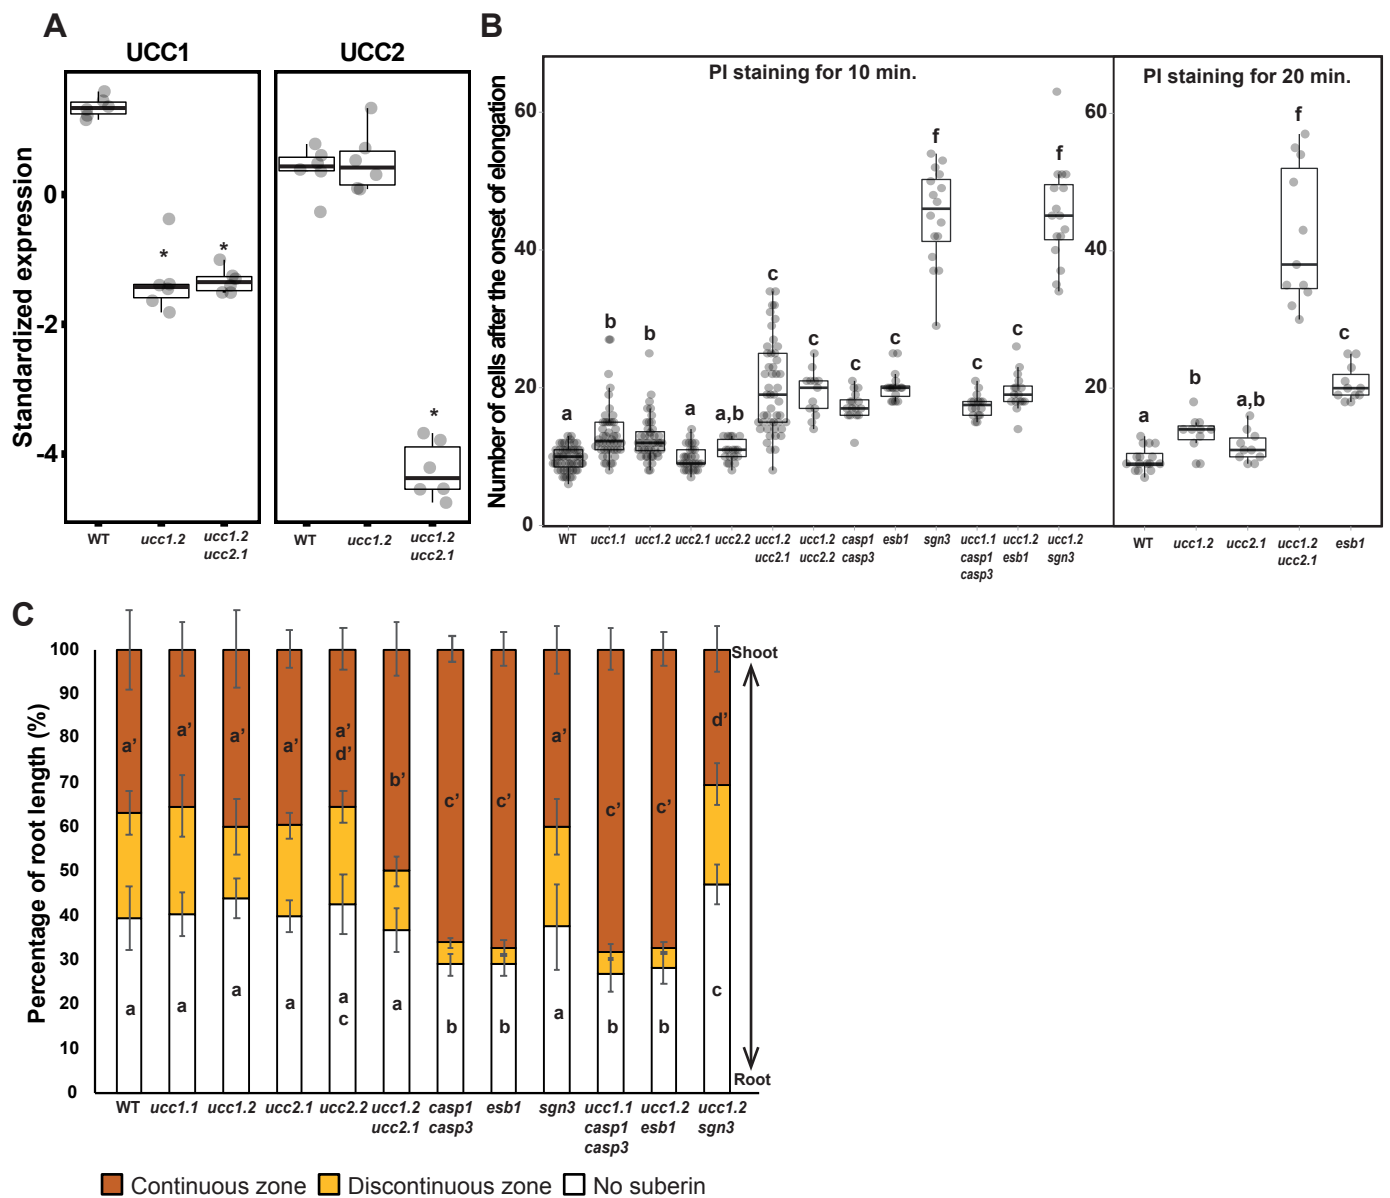 A
UCC1
UCC2
Standardized expression
0
-2
-4
*
*
*
WT
ucc1.2
ucc1.2
ucc2.1
WT
ucc1.2
ucc1.2
ucc2.1
B
PI staining for 10 min.
PI staining for 20 min.
Number of cells after the onset of elongation
60
40
20
0
a
b
b
a
a,b
c
c
c
c
f
c
c
f
WT
ucc1.1
ucc1.2
ucc2.1
ucc2.2
ucc1.2
ucc2.1
ucc1.2
ucc2.2
casp1
casp3
esb1
sgn3
ucc1.1
casp1
casp3
ucc1.2
esb1
ucc1.2
sgn3
60
40
20
0
a
b
a,b
f
c
WT
ucc1.2
ucc2.1
ucc1.2
ucc2.1
esb1
C
Percentage of root length (%)
100
90
80
70
60
50
40
30
20
10
0
a’
a’
a’
a’
a’
d’
b’
c’
c’
a’
c’
c’
d’
a
a
a
a
a
c
a
b
b
a
b
b
c
Shoot
Root
WT
ucc1.1
ucc1.2
ucc2.1
ucc2.2
ucc1.2
ucc2.1
casp1
casp3
esb1
sgn3
ucc1.1
casp1
casp3
ucc1.2
esb1
ucc1.2
sgn3
Continuous zone
Discontinuous zone
No suberin